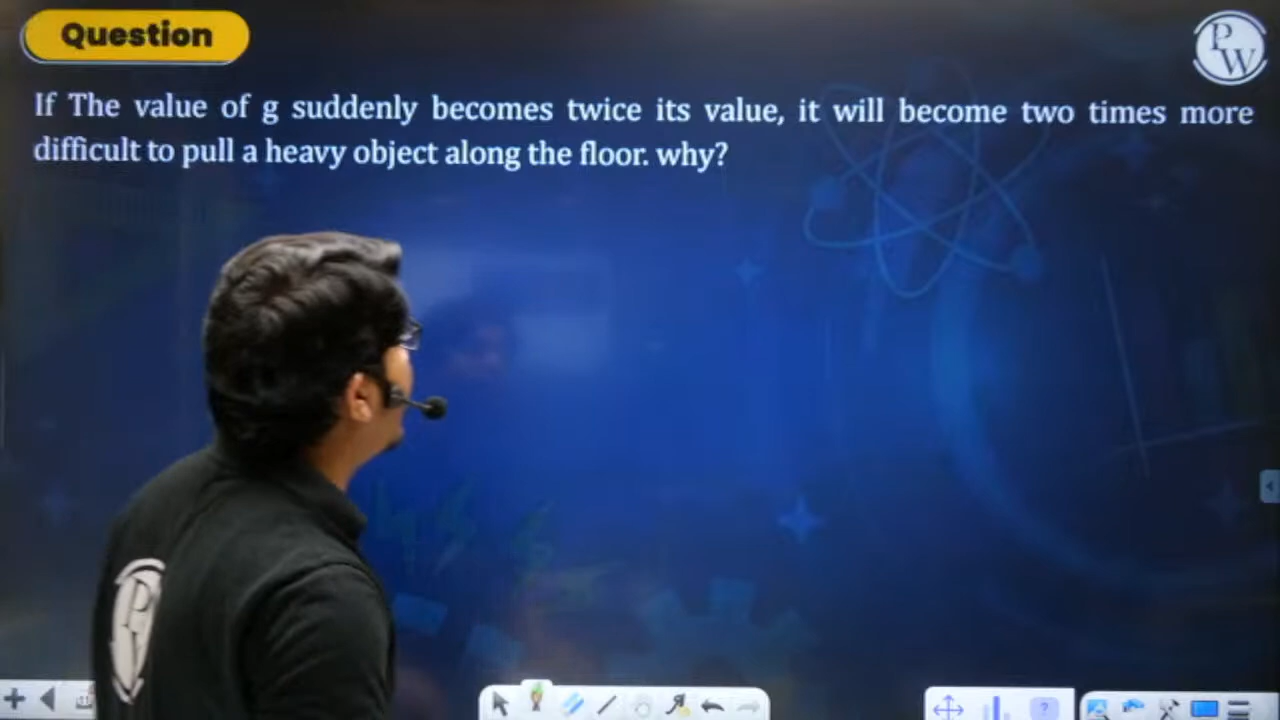 Question
PW
If The value of g suddenly becomes twice its value, it will become two times more
difficult to pull a heavy object along the floor. why?